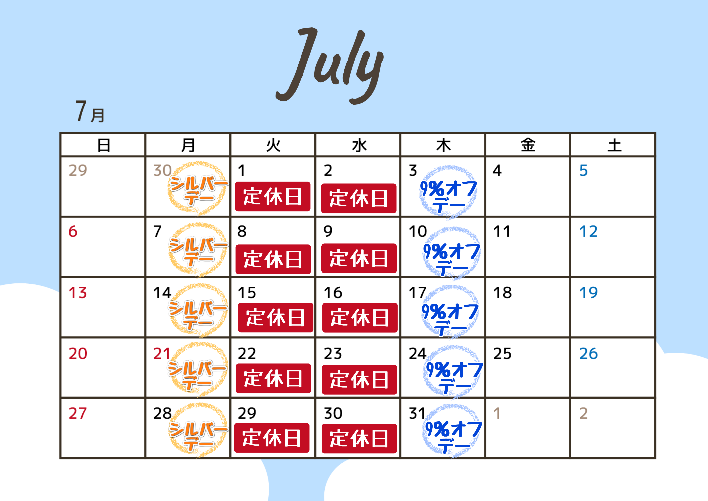 July
7月
日 月 火 水 木 金 土
29 30 1 2 3 4 5
シルバーデー 定休日 定休日 9%オフデー
6 7 8 9 10 11 12
シルバーデー 定休日 定休日 9%オフデー
13 14 15 16 17 18 19
シルバーデー 定休日 定休日 9%オフデー
20 21 22 23 24 25 26
シルバーデー 定休日 定休日 9%オフデー
27 28 29 30 31 1 2
シルバーデー 定休日 定休日 9%オフデー